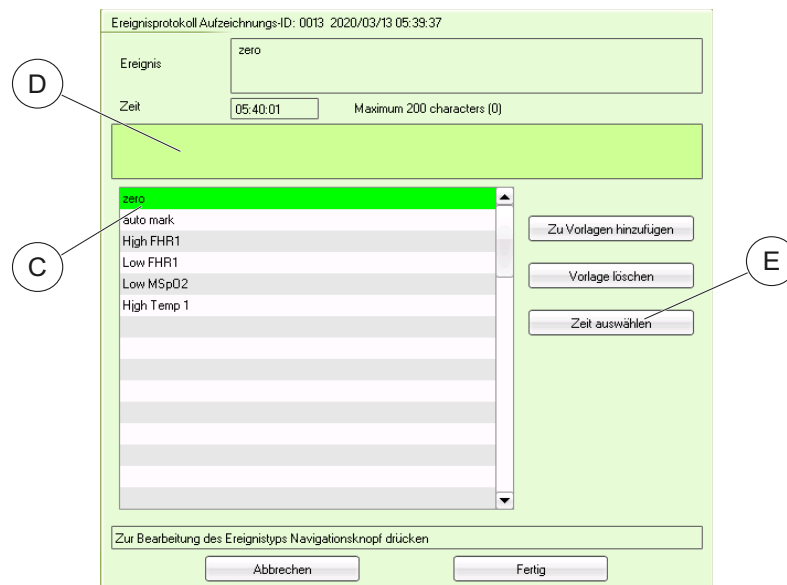 Ereignisprotokoll Aufzeichnungs-ID: 0013 2020/03/13 05:39:37
Ereignis
zero
D
Zeit
05:40:01
Maximum 200 characters (0)
zero
auto mark
High FHR1
Low FHR1
Low MSpO2
High Temp 1
Zu Vorlagen hinzufügen
Vorlage löschen
Zeit auswählen
C
E
Zur Bearbeitung des Ereignistyps Navigationsknopf drücken
Abbrechen
Fertig